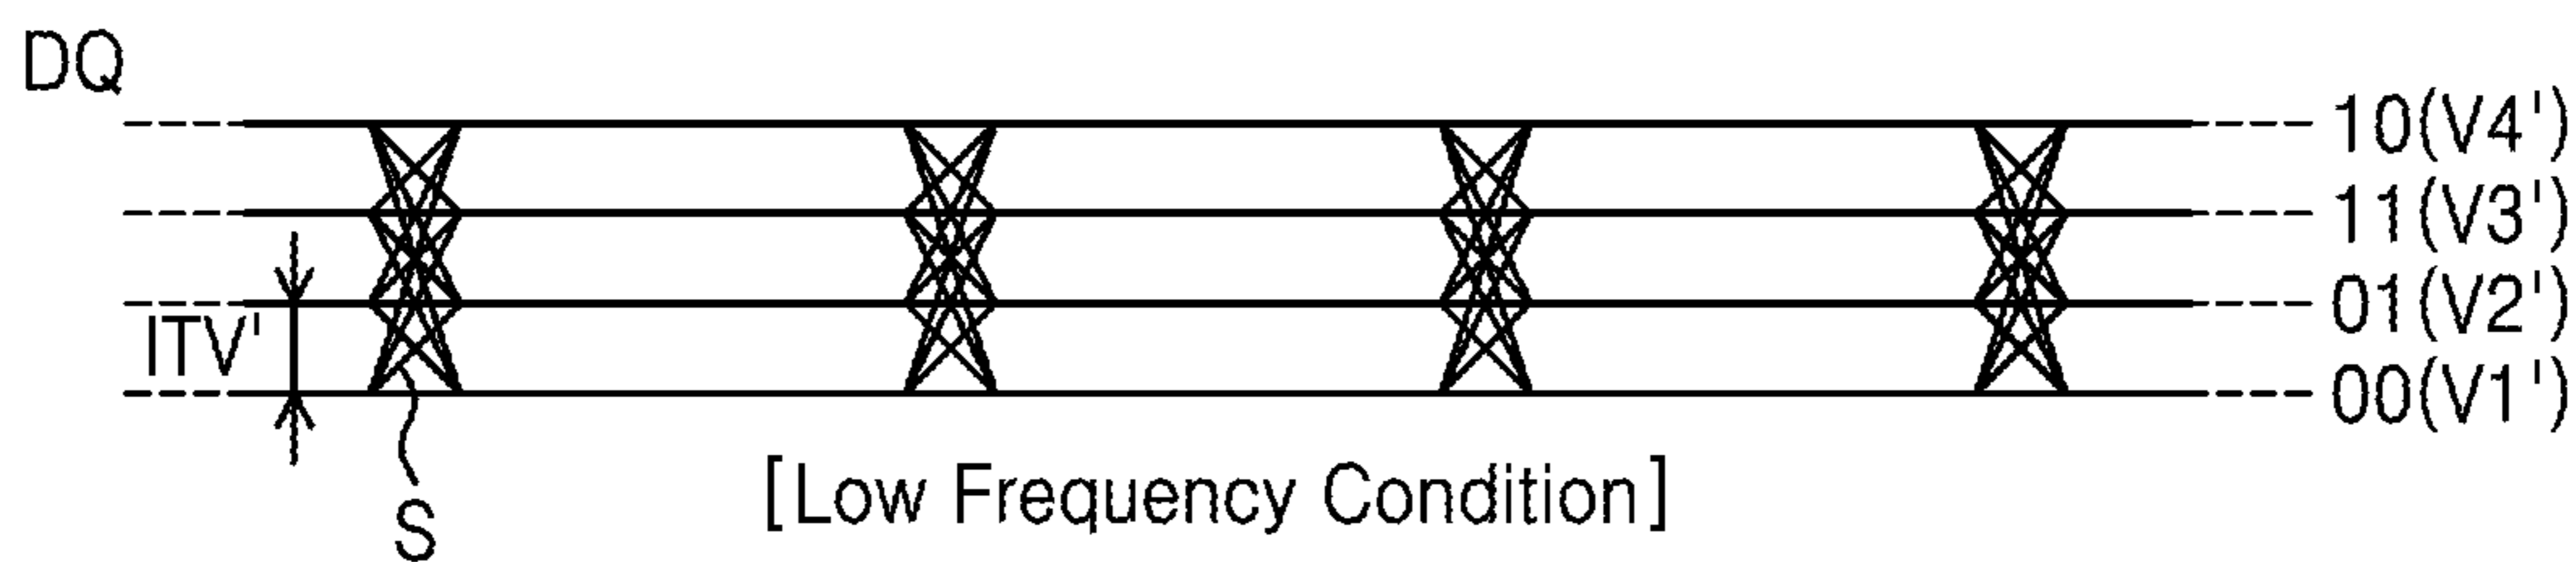 DQ
10(V4')
11(V3')
01(V2')
ITV'
00(V1')
[Low Frequency Condition]
S